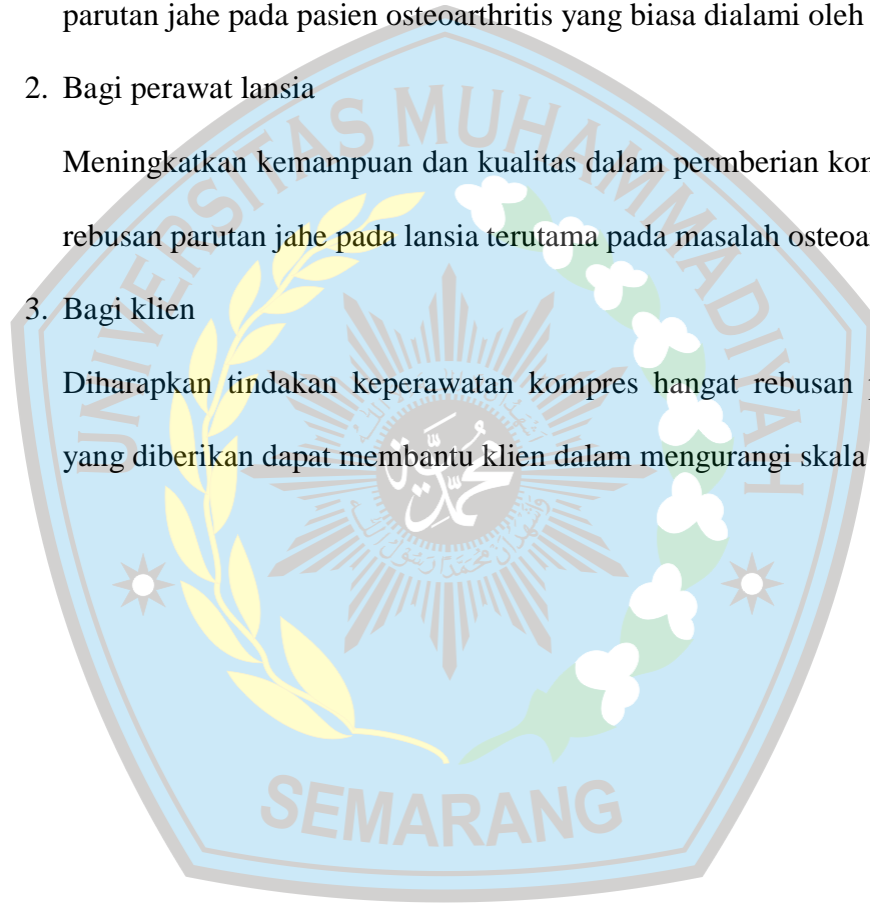 parutan jahe pada pasien osteoarthritis yang biasa dialami oleh
2. Bagi perawat lansia
Meningkatkan kemampuan dan kualitas dalam permberian kor
rebusan parutan jahe pada lansia terutama pada masalah osteoa
3. Bagi klien
Diharapkan tindakan keperawatan kompres hangat rebusan
yang diberikan dapat membantu klien dalam mengurangi skala
UNIVERSITAS MUHAMMADIYAH
محمدية
SEMARANG